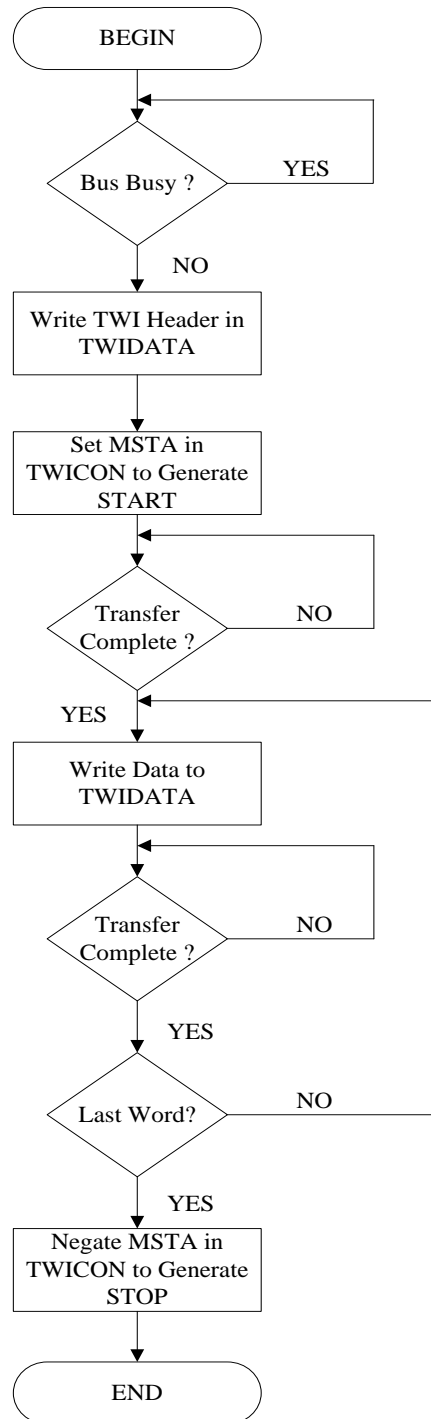 BEGIN
Bus Busy ?
YES
NO
Write TWI Header in
TWIDATA
Set MSTA in
TWICON to Generate
START
Transfer
Complete ?
NO
YES
Write Data to
TWIDATA
Transfer
Complete ?
NO
YES
Last Word?
NO
YES
Negate MSTA in
TWICON to Generate
STOP
END